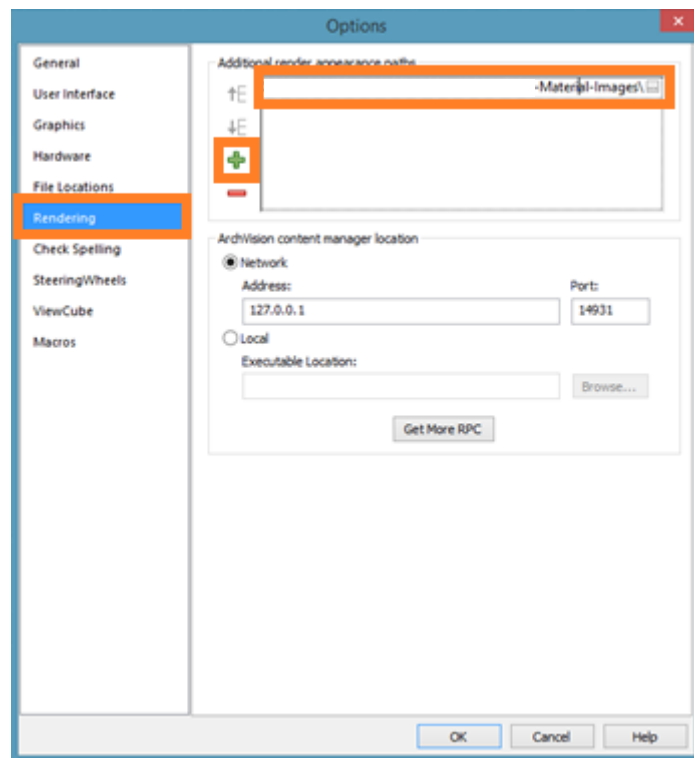 Options
General
User Interface
Graphics
Hardware
File Locations
Rendering
Check Spelling
SteeringWheels
ViewCube
Macros
Additional render appearance paths
-Material-Images\
ArchVision content manager location
Network
Address:
Port:
127.0.0.1
14931
Local
Executable Location:
Browse...
Get More RPC
OK
Cancel
Help